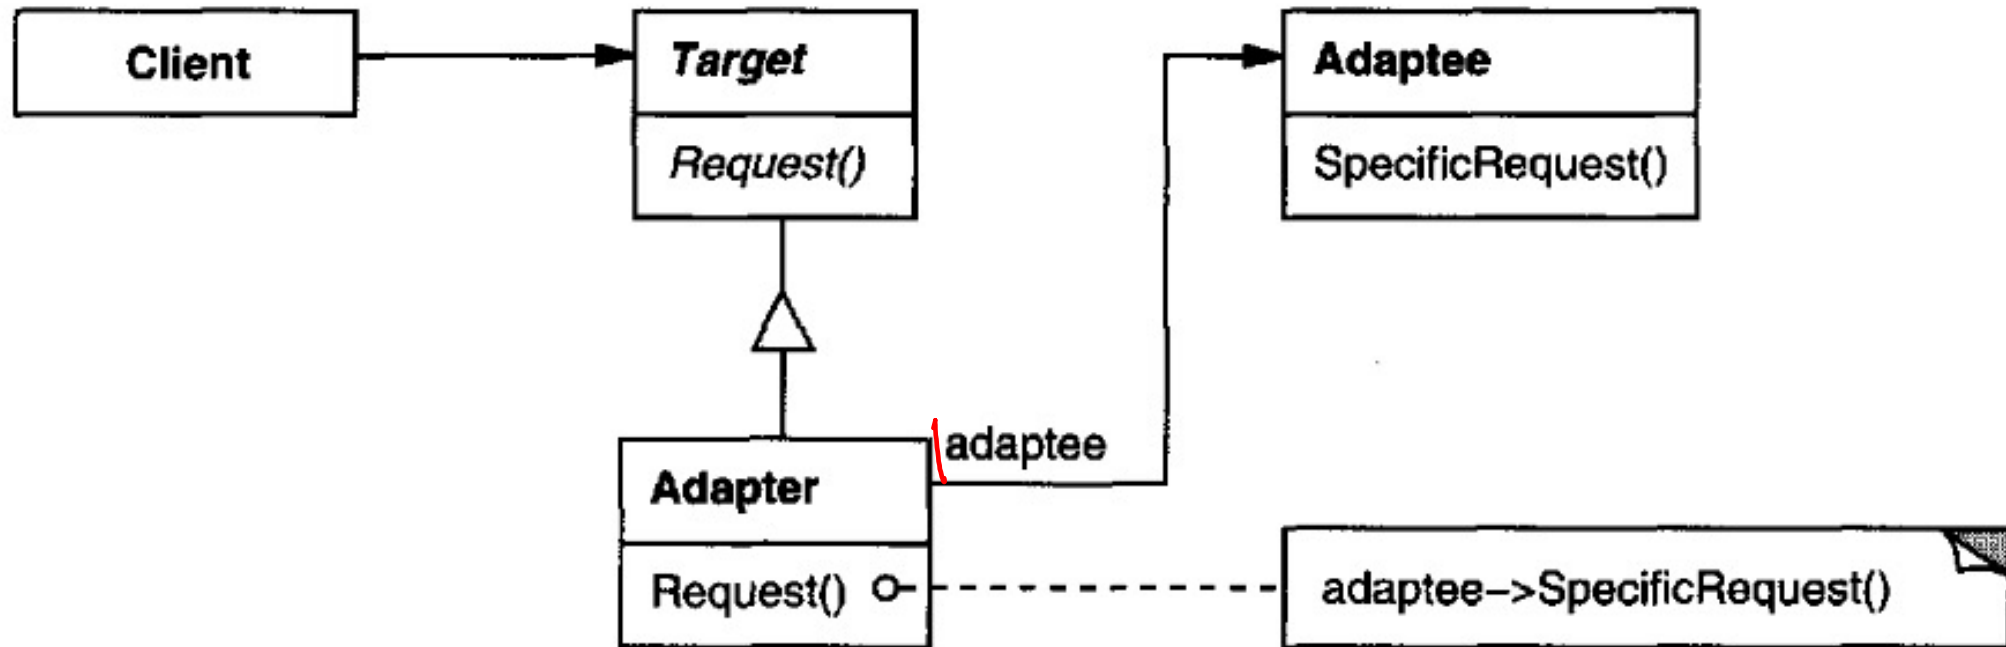 Client
Target
Request()
Adaptee
SpecificRequest()
adaptee
Adapter
Request()
adaptee->SpecificRequest()